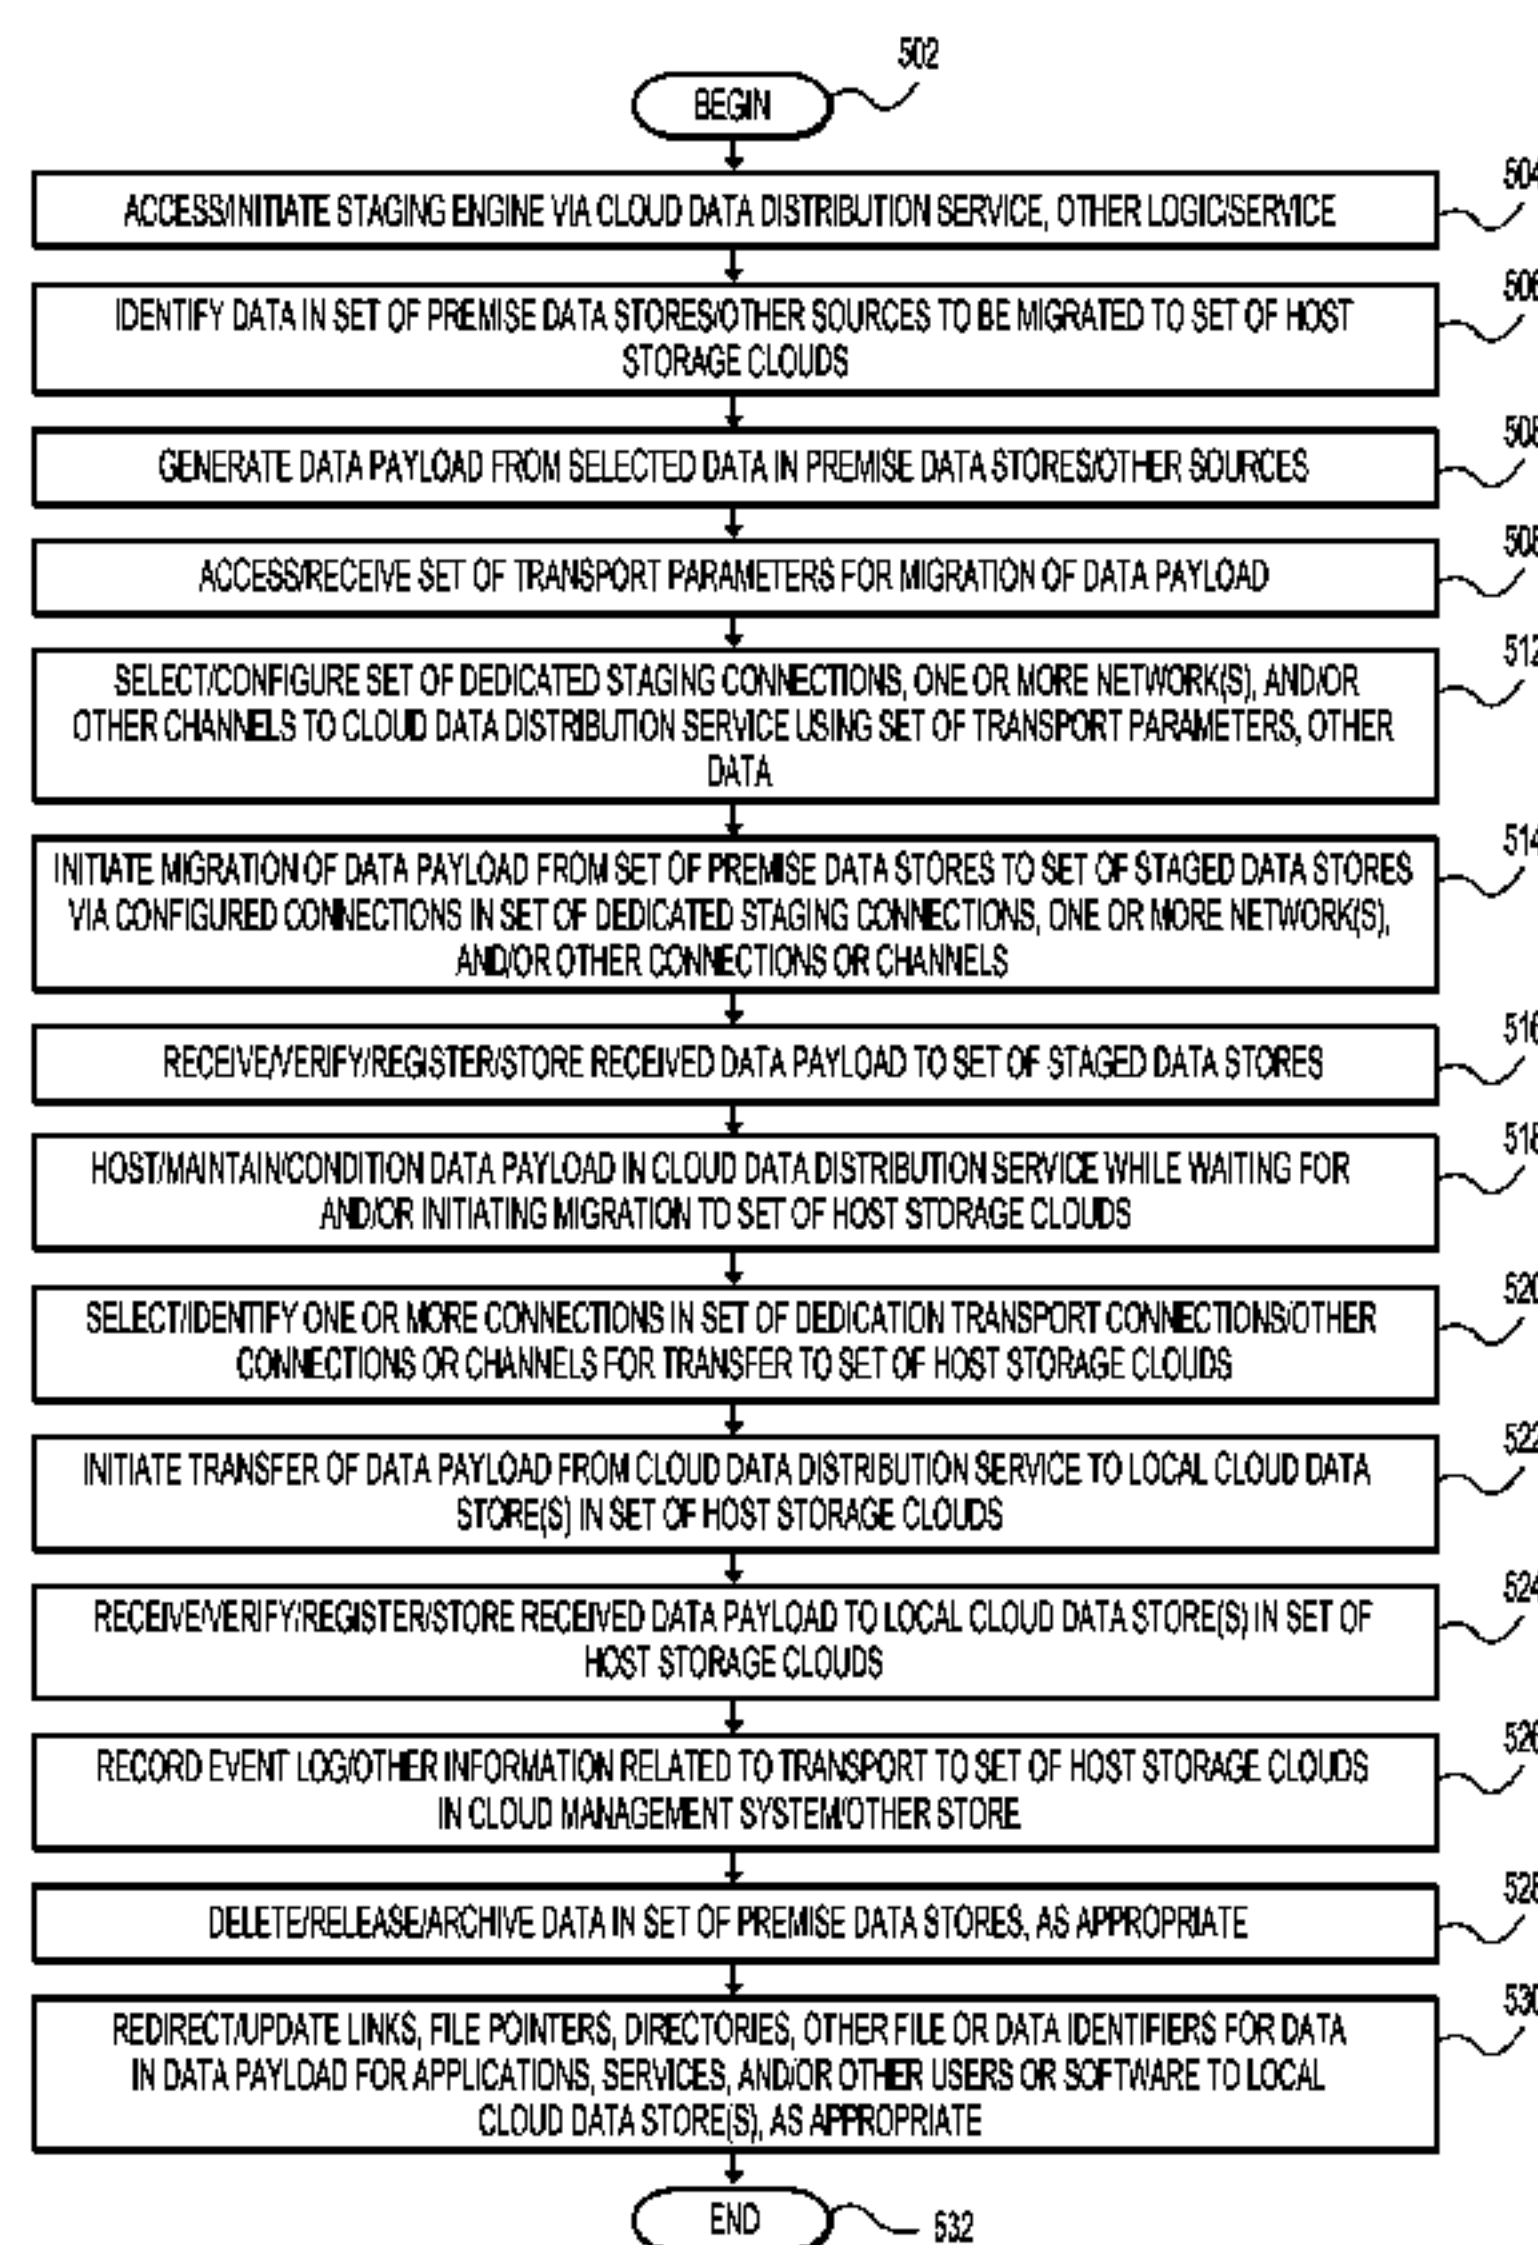 502
BEGIN
504
ACCESS/INITIATE STAGING ENGINE VIA CLOUD DATA DISTRIBUTION SERVICE, OTHER LOGIC/SERVICE
506
IDENTIFY DATA IN SET OF PREMISE DATA STORES/OTHER SOURCES TO BE MIGRATED TO SET OF HOST
STORAGE CLOUDS
508
GENERATE DATA PAYLOAD FROM SELECTED DATA IN PREMISE DATA STORES/OTHER SOURCES
508
ACCESS/RECEIVE SET OF TRANSPORT PARAMETERS FOR MIGRATION OF DATA PAYLOAD
512
SELECT/CONFIGURE SET OF DEDICATED STAGING CONNECTIONS, ONE OR MORE NETWORK(S), AND/OR
OTHER CHANNELS TO CLOUD DATA DISTRIBUTION SERVICE USING SET OF TRANSPORT PARAMETERS, OTHER
DATA
514
INITIATE MIGRATION OF DATA PAYLOAD FROM SET OF PREMISE DATA STORES TO SET OF STAGED DATA STORES
VIA CONFIGURED CONNECTIONS IN SET OF DEDICATED STAGING CONNECTIONS, ONE OR MORE NETWORK(S),
AND/OR OTHER CONNECTIONS OR CHANNELS
516
RECEIVE/VERIFY/REGISTER/STORE RECEIVED DATA PAYLOAD TO SET OF STAGED DATA STORES
518
HOST/MAINTAIN/CONDITION DATA PAYLOAD IN CLOUD DATA DISTRIBUTION SERVICE WHILE WAITING FOR
AND/OR INITIATING MIGRATION TO SET OF HOST STORAGE CLOUDS
520
SELECT/IDENTIFY ONE OR MORE CONNECTIONS IN SET OF DEDICATION TRANSPORT CONNECTIONS/OTHER
CONNECTIONS OR CHANNELS FOR TRANSFER TO SET OF HOST STORAGE CLOUDS
522
INITIATE TRANSFER OF DATA PAYLOAD FROM CLOUD DATA DISTRIBUTION SERVICE TO LOCAL CLOUD DATA
STORE(S) IN SET OF HOST STORAGE CLOUDS
524
RECEIVE/VERIFY/REGISTER/STORE RECEIVED DATA PAYLOAD TO LOCAL CLOUD DATA STORE(S) IN SET OF
HOST STORAGE CLOUDS
526
RECORD EVENT LOG/OTHER INFORMATION RELATED TO TRANSPORT TO SET OF HOST STORAGE CLOUDS
IN CLOUD MANAGEMENT SYSTEM/OTHER STORE
528
DELETE/RELEASE/ARCHIVE DATA IN SET OF PREMISE DATA STORES, AS APPROPRIATE
530
REDIRECT/UPDATE LINKS, FILE POINTERS, DIRECTORIES, OTHER FILE OR DATA IDENTIFIERS FOR DATA
IN DATA PAYLOAD FOR APPLICATIONS, SERVICES, AND/OR OTHER USERS OR SOFTWARE TO LOCAL
CLOUD DATA STORE(S), AS APPROPRIATE
END
532